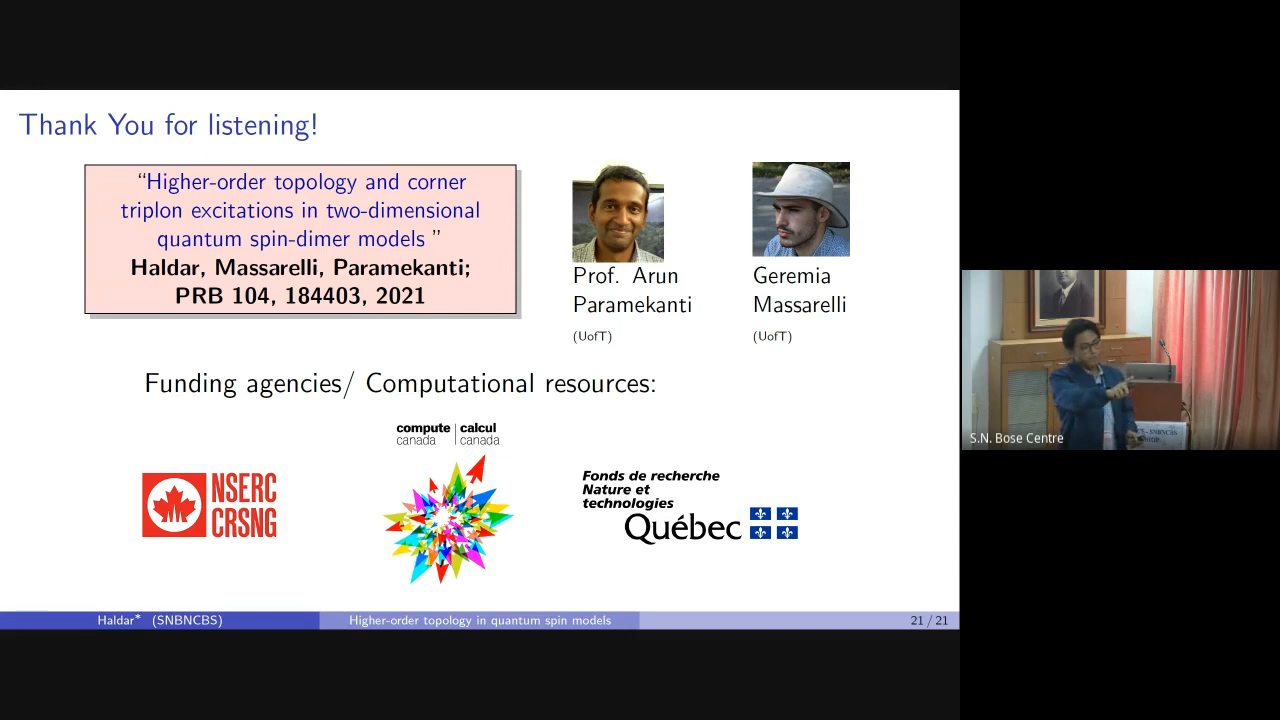 Thank You for listening!
“Higher-order topology and corner
triplon excitations in two-dimensional
quantum spin-dimer models ”
Haldar, Massarelli, Paramekanti;
PRB 104, 184403, 2021
Prof. Arun
Paramekanti
(UofT)
Geremia
Massarelli
(UofT)
Funding agencies/ Computational resources:
compute | calcul
canada | canada
NSERC
CRSNG
Fonds de recherche
Nature et
technologies
Québec
Haldar* (SNBNCBS)
Higher-order topology in quantum spin models
21 / 21
S.N. Bose Centre